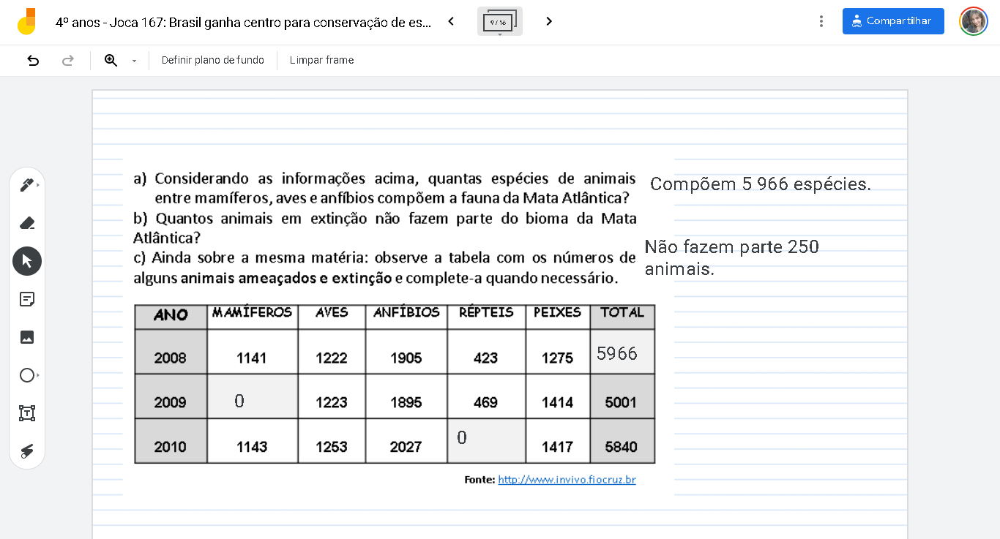 4º anos - Joca 167: Brasil ganha centro para conservação de es...
9 / 16
Compartilhar
Definir plano de fundo
Limpar frame
a) Considerando as informações acima, quantas espécies de animais
entre mamíferos, aves e anfíbios compõem a fauna da Mata Atlântica?
b) Quantos animais em extinção não fazem parte do bioma da Mata
Atlântica?
c) Ainda sobre a mesma matéria: observe a tabela com os números de
alguns animais ameaçados e extinção e complete-a quando necessário.
Compõem 5 966 espécies.
Não fazem parte 250
animais.
ANO MAMÍFEROS AVES ANFÍBIOS RÉPTEIS PEIXES TOTAL
2008 1141 1222 1905 423 1275 5966
2009 0 1223 1895 469 1414 5001
2010 1143 1253 2027 0 1417 5840
Fonte: http://www.invivo.fiocruz.br